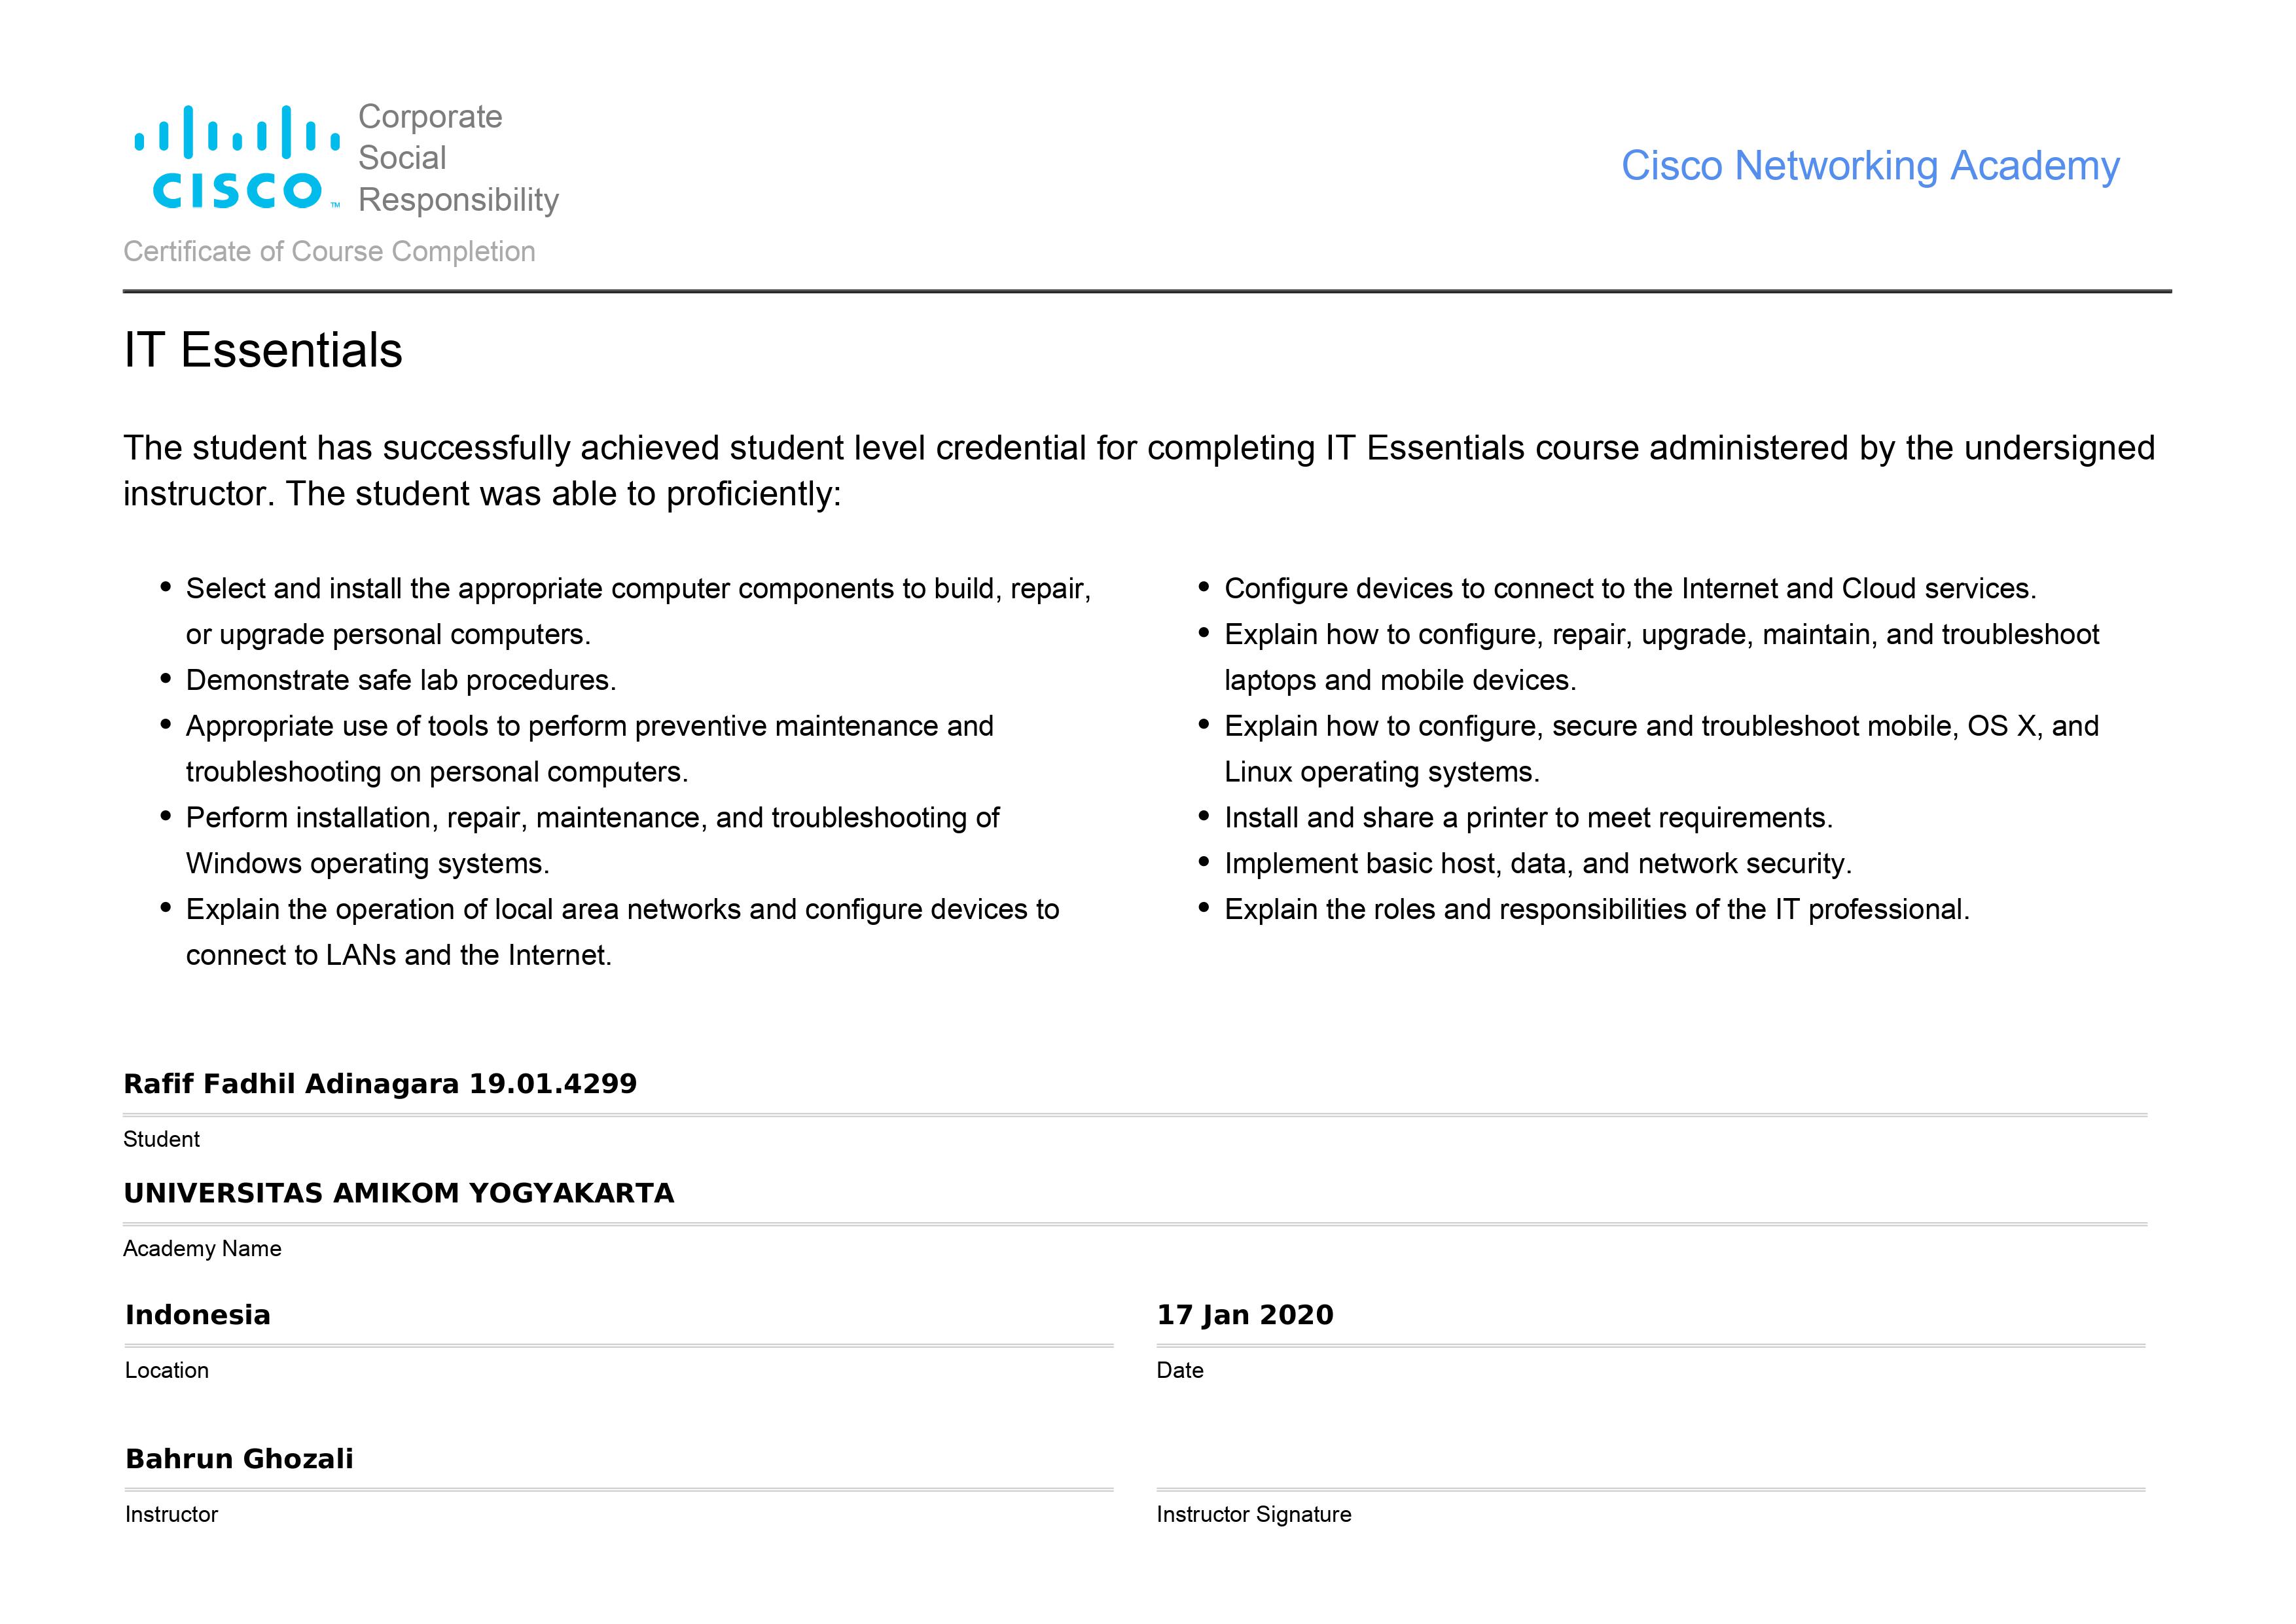 Corporate
Social
Responsibility
CISCO™
Cisco Networking Academy
Certificate of Course Completion
IT Essentials
The student has successfully achieved student level credential for completing IT Essentials course administered by the undersigned
instructor. The student was able to proficiently:
• Select and install the appropriate computer components to build, repair,
or upgrade personal computers.
• Demonstrate safe lab procedures.
• Appropriate use of tools to perform preventive maintenance and
troubleshooting on personal computers.
• Perform installation, repair, maintenance, and troubleshooting of
Windows operating systems.
• Explain the operation of local area networks and configure devices to
connect to LANs and the Internet.
• Configure devices to connect to the Internet and Cloud services.
• Explain how to configure, repair, upgrade, maintain, and troubleshoot
laptops and mobile devices.
• Explain how to configure, secure and troubleshoot mobile, OS X, and
Linux operating systems.
• Install and share a printer to meet requirements.
• Implement basic host, data, and network security.
• Explain the roles and responsibilities of the IT professional.
Rafif Fadhil Adinagara 19.01.4299
Student
UNIVERSITAS AMIKOM YOGYAKARTA
Academy Name
Indonesia
Location
17 Jan 2020
Date
Bahrun Ghozali
Instructor
Instructor Signature